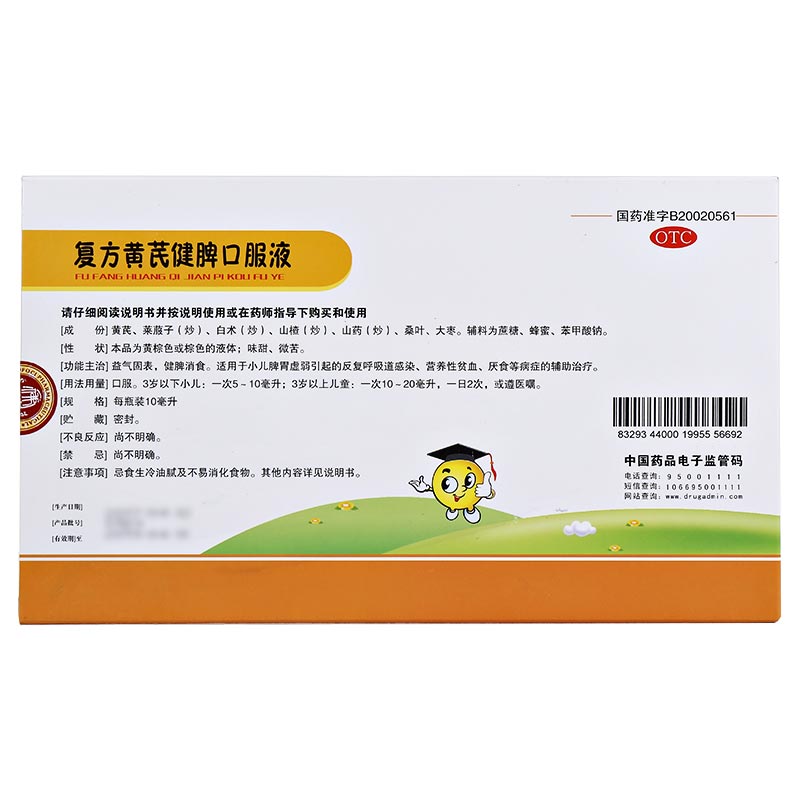 国药准字B20020561
OTC
复方黄芪健脾口服液
FU FANG HUANG QI JIAN PI KOU FU YE
请仔细阅读说明书并按说明使用或在药师指导下购买和使用
[成 份] 黄芪、莱菔子(炒)、白术(炒)、山楂(炒)、山药(炒)、桑叶、大枣。辅料为蔗糖、蜂蜜、苯甲酸钠。
[性 状] 本品为黄棕色或棕色的液体；味甜、微苦。
[功能主治] 益气固表，健脾消食。适用于小儿脾胃虚弱引起的反复呼吸道感染、营养性贫血、厌食等病症的辅助治疗。
[用法用量] 口服。3岁以下小儿：一次5~10毫升；3岁以上儿童：一次10~20毫升，一日2次，或遵医嘱。
[规 格] 每瓶装10毫升
[贮 藏] 密封。
[不良反应] 尚不明确。
[禁 忌] 尚不明确。
[注意事项] 忌食生冷油腻及不易消化食物。其他内容详见说明书。
83293 44000 19955 56692
中国药品电子监管码
电话查询：95001111
短信查询：106695001111
网站查询：www.drugadmin.com
[生产日期]
[产品批号]
[有效期]至